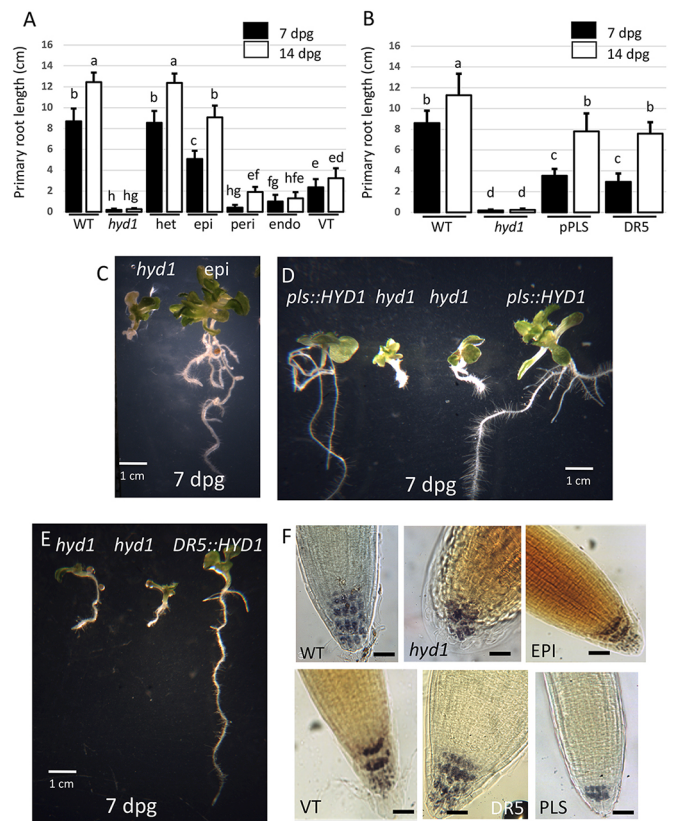 A
B
7 dpg
14 dpg
7 dpg
14 dpg
Primary root length (cm)
16
14
12
10
8
6
4
2
0
b
a
h
hg
b
a
c
b
hg
ef
fg
hfe
e
ed
WT
hyd1
het
epi
peri
endo
VT
Primary root length (cm)
16
14
12
10
8
6
4
2
0
b
a
d
d
c
b
c
b
WT
hyd1
pPLS
DR5
C
hyd1
epi
1 cm
7 dpg
D
pls::HYD1
hyd1
hyd1
pls::HYD1
7 dpg
1 cm
E
hyd1
hyd1
DR5::HYD1
1 cm
7 dpg
F
WT
hyd1
EPI
VT
DR5
PLS